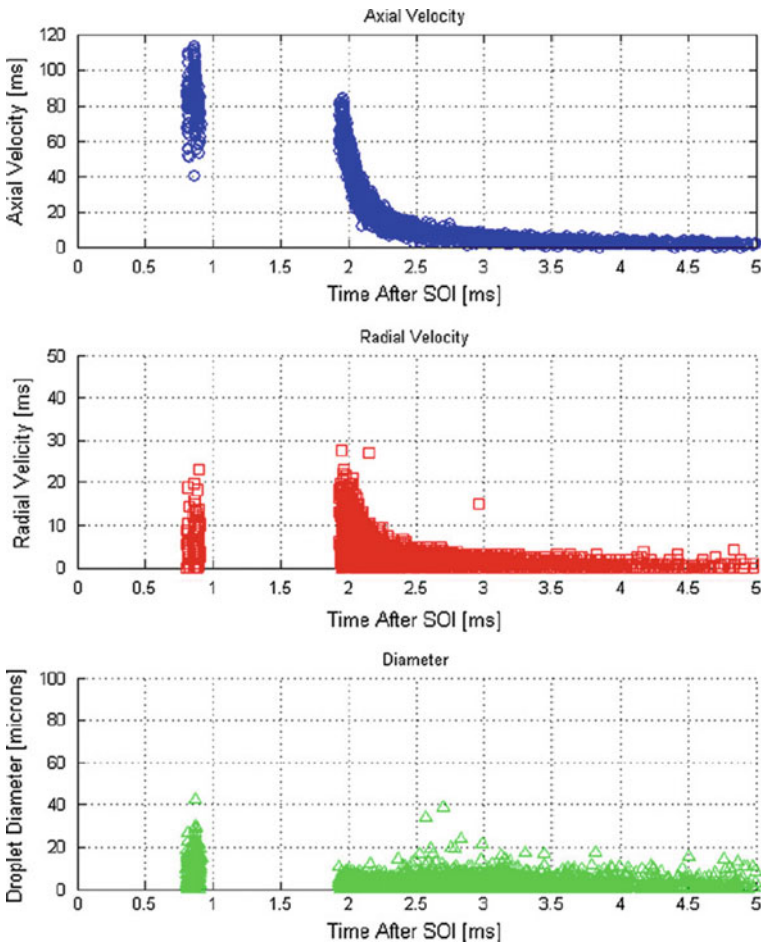 Axial Velocity
Axial Velocity [ms]
120
100
80
60
40
20
0
0 0.5 1 1.5 2 2.5 3 3.5 4 4.5 5
Time After SOI [ms]
Radial Velocity
Radial Velicity [ms]
50
40
30
20
10
0
0 0.5 1 1.5 2 2.5 3 3.5 4 4.5 5
Time After SOI [ms]
Diameter
Droplet Diameter [microns]
100
80
60
40
20
0
0 0.5 1 1.5 2 2.5 3 3.5 4 4.5 5
Time After SOI [ms]